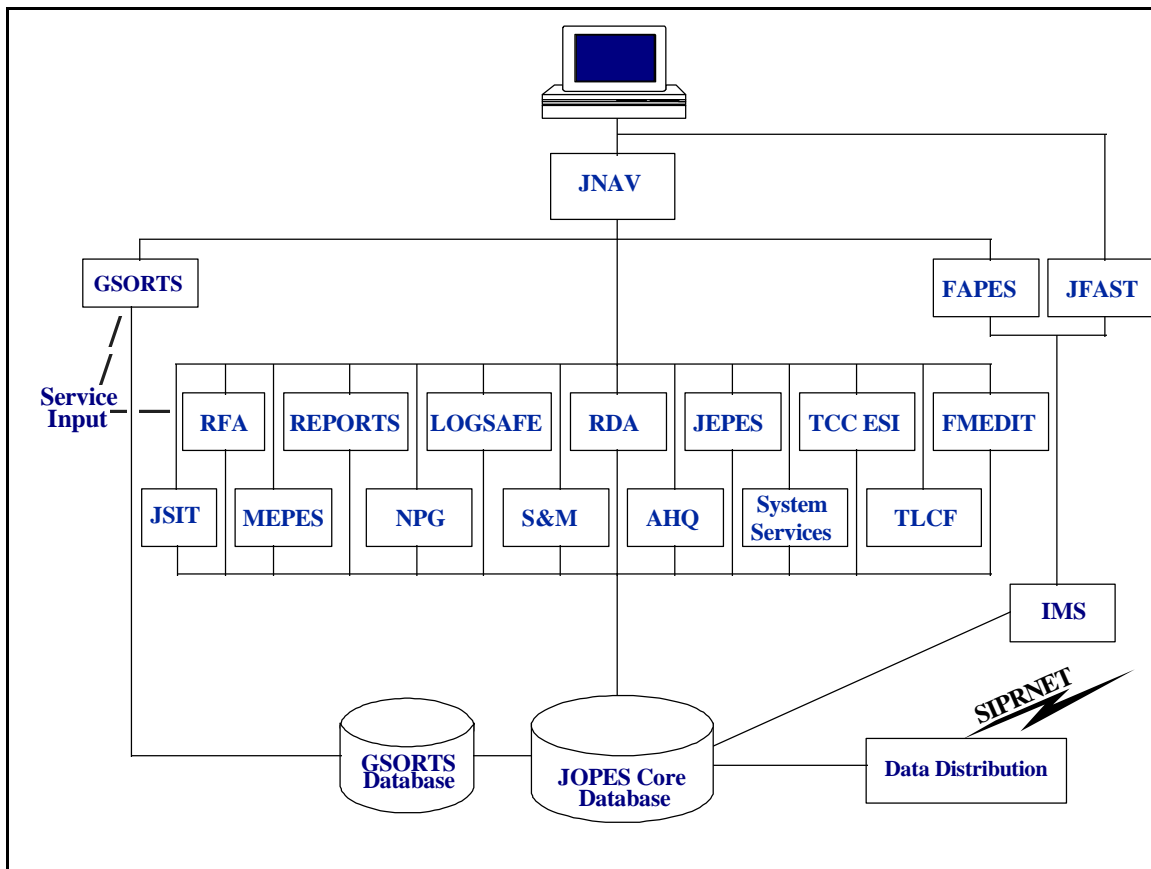 JNAV
GSORTS
FAPES
JFAST
Service
Input
RFA
REPORTS
LOGSAFE
RDA
JEPES
TCC ESI
FMEDIT
JSIT
MEPES
NPG
S&M
AHQ
System
Services
TLCF
IMS
SIPRNET
GSORTS
Database
JOPES Core
Database
Data Distribution